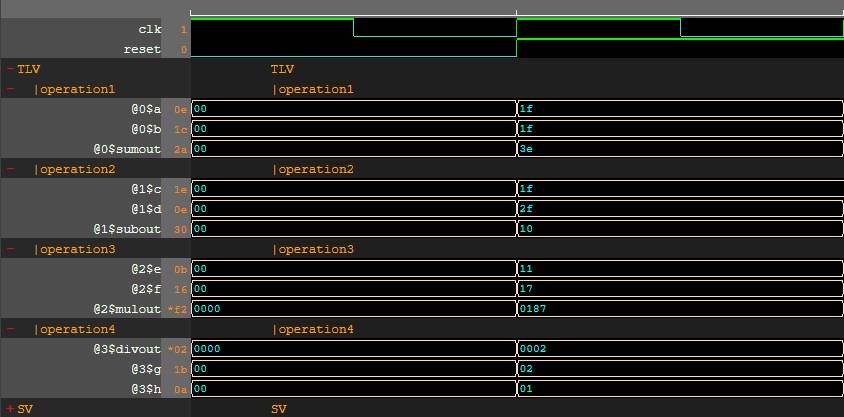 clk 1
reset 0
- TLV TLV
- |operation1 |operation1
@0$a 0e 00 1f
@0$b 1c 00 1f
@0$sumout 2a 00 3e
- |operation2 |operation2
@1$c 1e 00 1f
@1$d 0e 00 2f
@1$subout 30 00 10
- |operation3 |operation3
@2$e 0b 00 11
@2$f 16 00 17
@2$mulout *f2 0000 0187
- |operation4 |operation4
@3$divout *02 0000 0002
@3$g 1b 00 02
@3$h 0a 00 01
+ SV SV